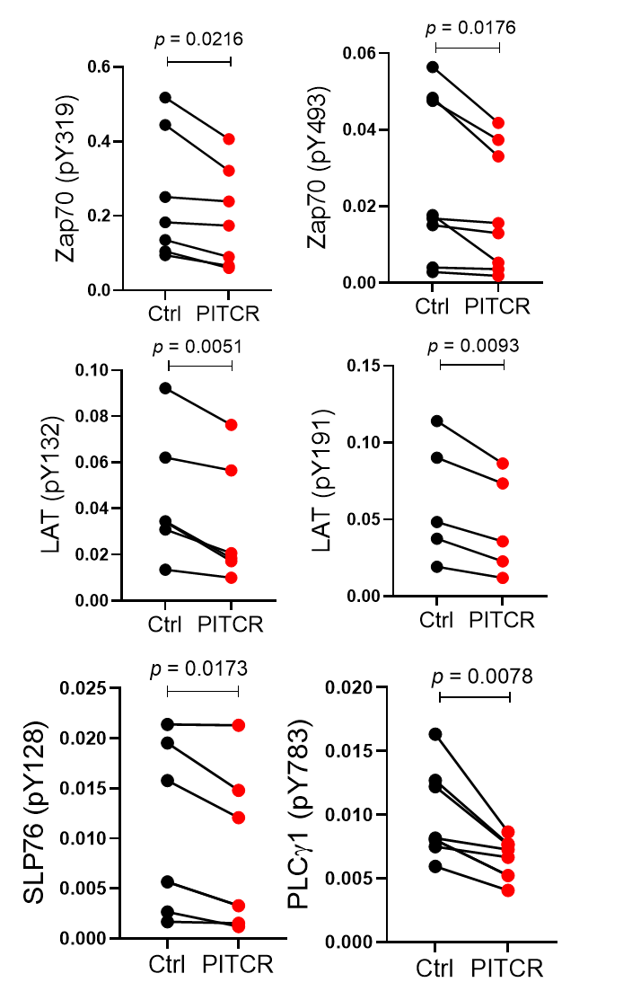 p = 0.0216
Zap70 (pY319)
0.6
0.4
0.2
0.0
Ctrl PITCR
p = 0.0176
Zap70 (pY493)
0.06
0.04
0.02
0.00
Ctrl PITCR
p = 0.0051
LAT (pY132)
0.10
0.08
0.06
0.04
0.02
0.00
Ctrl PITCR
p = 0.0093
LAT (pY191)
0.15
0.10
0.05
0.00
Ctrl PITCR
p = 0.0173
SLP76 (pY128)
0.025
0.020
0.015
0.010
0.005
0.000
Ctrl PITCR
p = 0.0078
PLCγ1 (pY783)
0.020
0.015
0.010
0.005
0.000
Ctrl PITCR